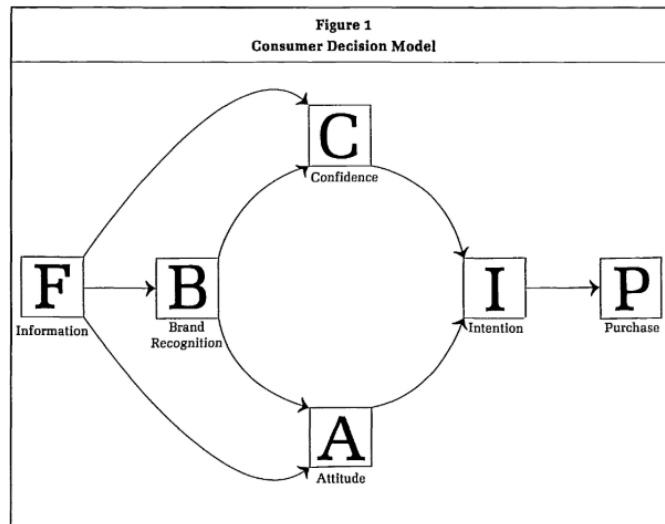 Figure 1
Consumer Decision Model
C
Confidence
F
Information
B
Brand
Recognition
I
Intention
P
Purchase
A
Attitude